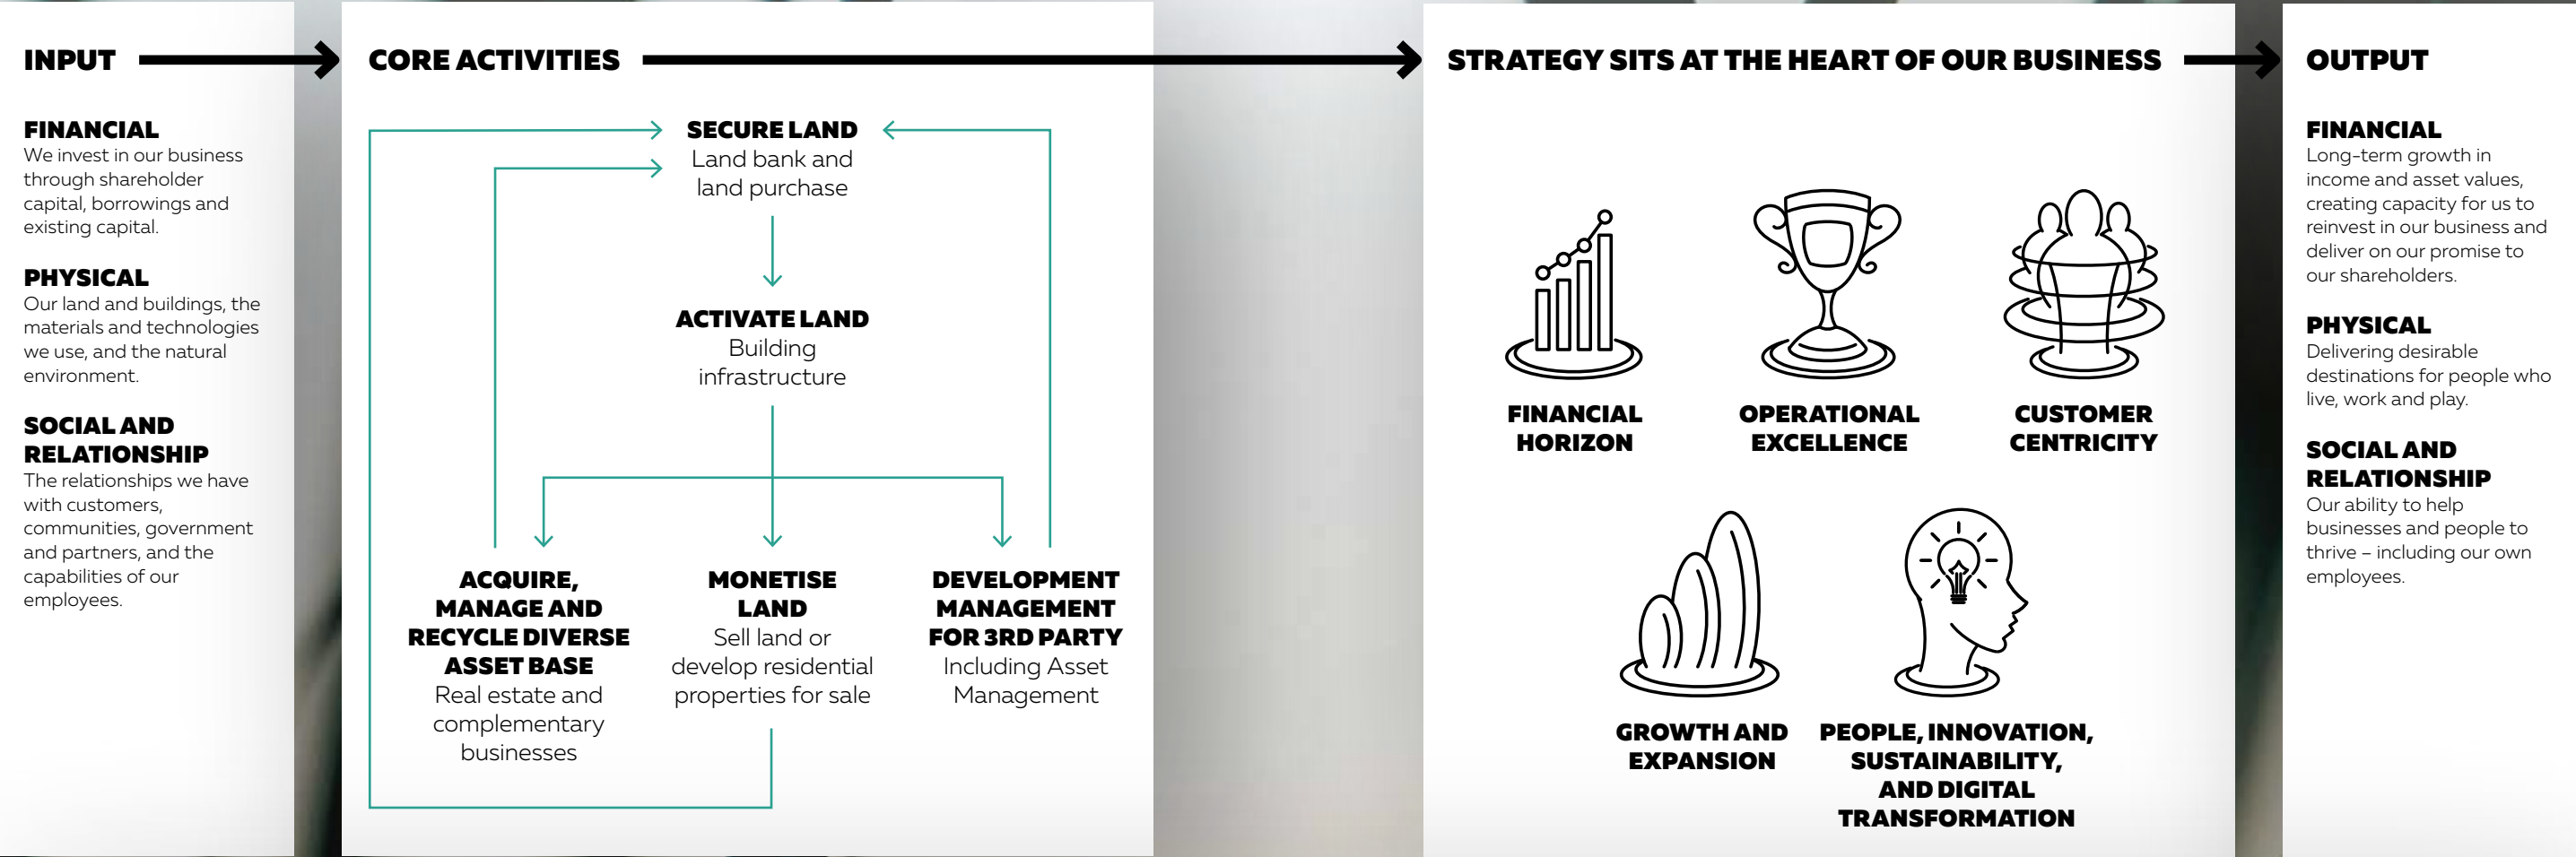 INPUT
FINANCIAL
We invest in our business
through shareholder
capital, borrowings and
existing capital.
PHYSICAL
Our land and buildings, the
materials and technologies
we use, and the natural
environment.
SOCIAL AND
RELATIONSHIP
The relationships we have
with customers,
communities, government
and partners, and the
capabilities of our
employees.
CORE ACTIVITIES
SECURE LAND
Land bank and
land purchase
ACTIVATE LAND
Building
infrastructure
ACQUIRE,
MANAGE AND
RECYCLE DIVERSE
ASSET BASE
Real estate and
complementary
businesses
MONETISE
LAND
Sell land or
develop residential
properties for sale
DEVELOPMENT
MANAGEMENT
FOR 3RD PARTY
Including Asset
Management
STRATEGY SITS AT THE HEART OF OUR BUSINESS
FINANCIAL
HORIZON
OPERATIONAL
EXCELLENCE
CUSTOMER
CENTRICITY
GROWTH AND
EXPANSION
PEOPLE, INNOVATION,
SUSTAINABILITY,
AND DIGITAL
TRANSFORMATION
OUTPUT
FINANCIAL
Long-term growth in
income and asset values,
creating capacity for us to
reinvest in our business and
deliver on our promise to
our shareholders.
PHYSICAL
Delivering desirable
destinations for people who
live, work and play.
SOCIAL AND
RELATIONSHIP
Our ability to help
businesses and people to
thrive – including our own
employees.